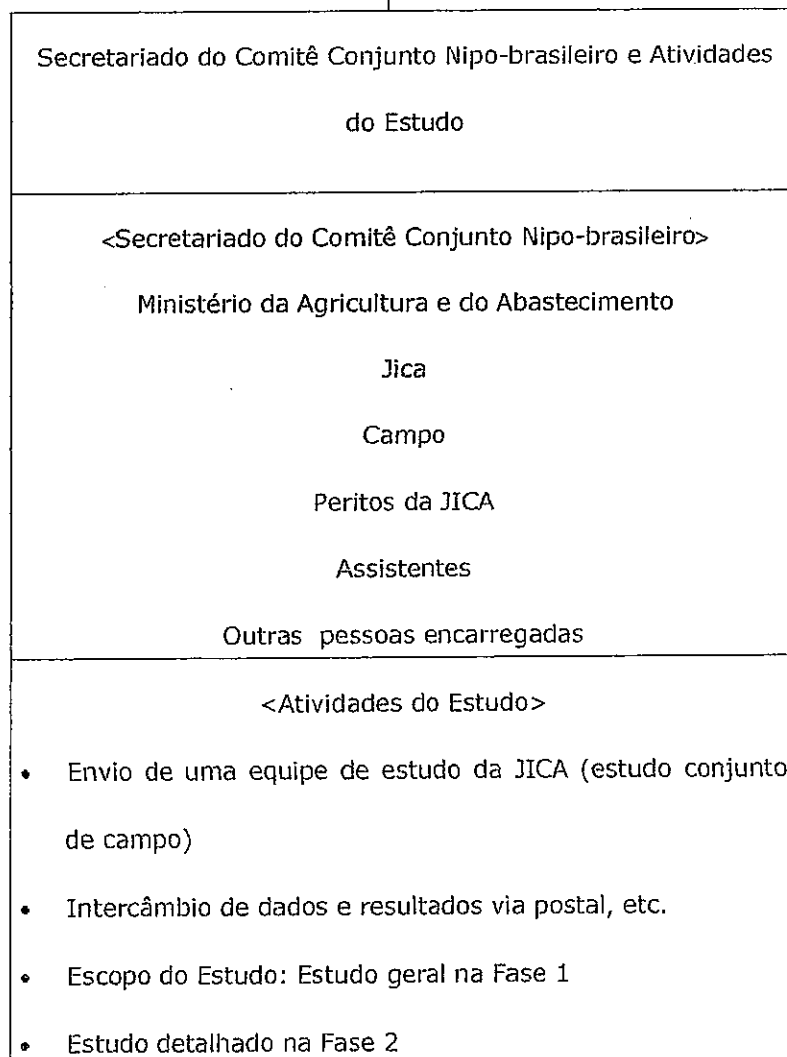 Secretariado do Comitê Conjunto Nipo-brasileiro e Atividades
do Estudo
<Secretariado do Comitê Conjunto Nipo-brasileiro>
Ministério da Agricultura e do Abastecimento
Jica
Campo
Peritos da JICA
Assistentes
Outras pessoas encarregadas
<Atividades do Estudo>
• Envio de uma equipe de estudo da JICA (estudo conjunto
de campo)
• Intercâmbio de dados e resultados via postal, etc.
• Escopo do Estudo: Estudo geral na Fase 1
• Estudo detalhado na Fase 2